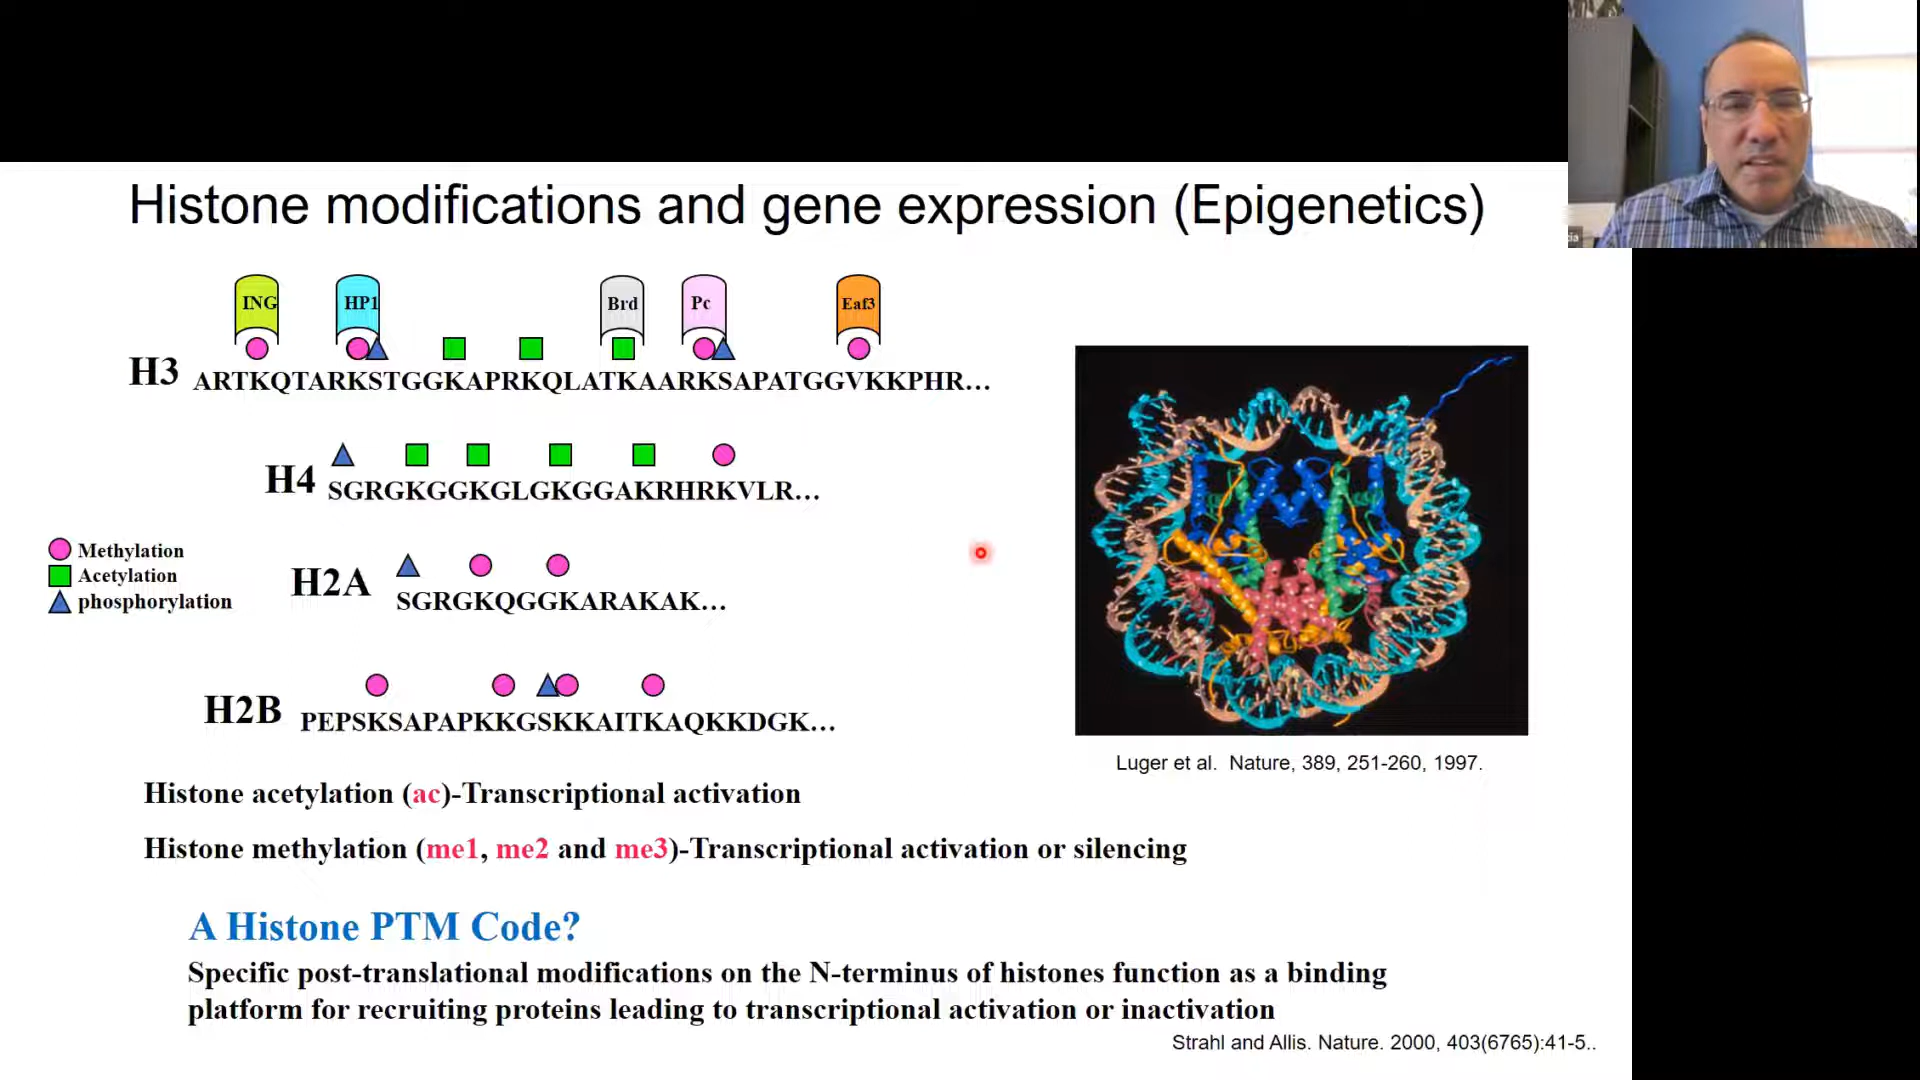 Histone modifications and gene expression (Epigenetics)
ING HP1 Brd Pc Eaf3
H3 ARTKQTARKSTGGKAPRKQLATKAARKSAPATGGVKKPHR...
H4 SGRGKGGKGLGKGGAKRHRKVLR...
Methylation
Acetylation
phosphorylation
H2A SGRGKQGGKARAKAK...
H2B PEPSKSAPAPKKGSKKAITKAQKKDGK...
Luger et al. Nature, 389, 251-260, 1997.
Histone acetylation (ac)-Transcriptional activation
Histone methylation (me1, me2 and me3)-Transcriptional activation or silencing
A Histone PTM Code?
Specific post-translational modifications on the N-terminus of histones function as a binding
platform for recruiting proteins leading to transcriptional activation or inactivation
Strahl and Allis. Nature. 2000, 403(6765):41-5..